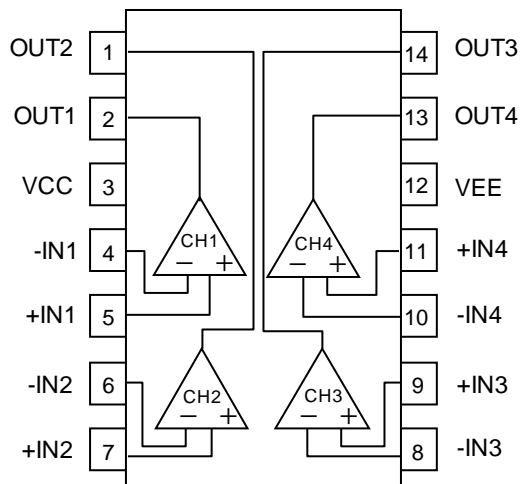 OUT2 1 14 OUT3
OUT1 2 13 OUT4
VCC 3 12 VEE
-IN1 4 CH1 − + CH4 − + 11 +IN4
+IN1 5 10 -IN4
-IN2 6 CH2 − + CH3 − + 9 +IN3
+IN2 7 8 -IN3